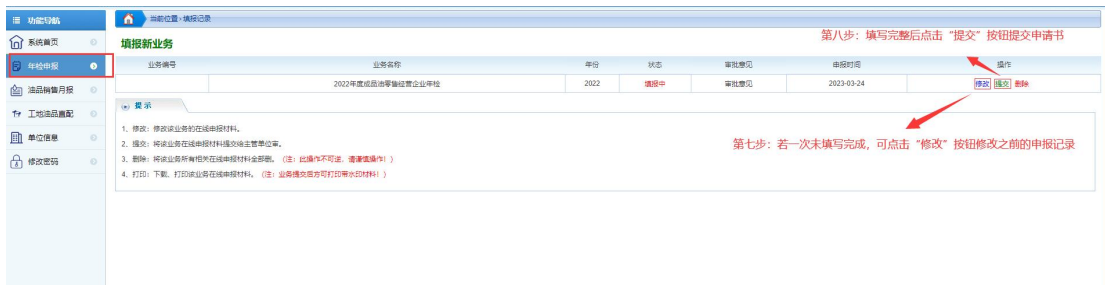 功能导航
当前位置 › 填报记录
系统首页
填报新业务
第八步：填写完整后点击“提交”按钮提交申请书
年检申报
业务编号 业务名称 年份 状态 审批意见 申报时间 操作
2022年度成品油零售经营企业年检 2022 填报中 审批意见 2023-03-24 修改 提交 删除
油品销售月报
提示
工地油品直配
1、修改：修改该业务的在线申报材料。
单位信息
2、提交：将该业务在线申报材料提交给主管单位审。
第七步：若一次未填写完成，可点击“修改”按钮修改之前的申报记录
修改密码
3、删除：将该业务所有相关在线申报材料全部删。（注：此操作不可逆，请谨慎操作！）
4、打印：下载、打印该业务在线申报材料。（注：业务提交后方可打印带水印材料！）